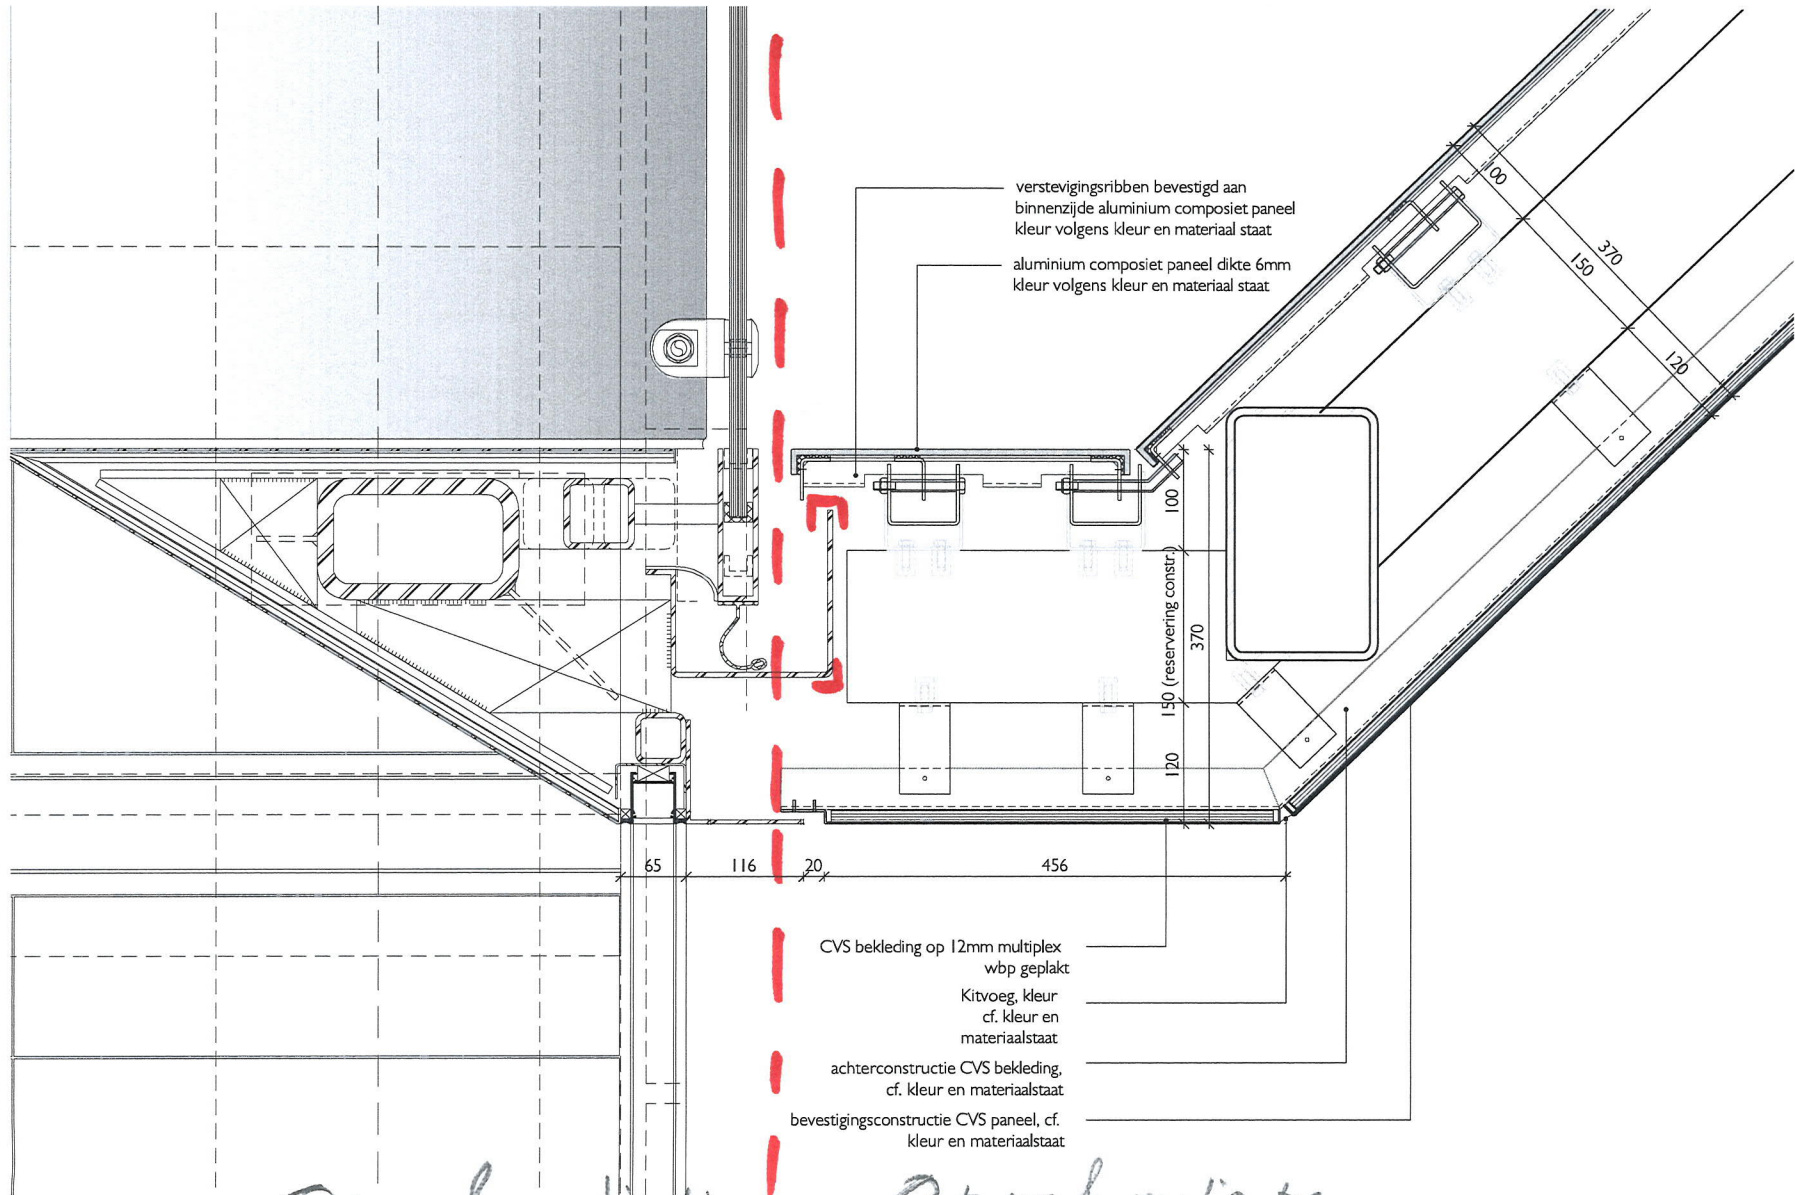 verstevigingsribben bevestigd aan
binnenzijde aluminium composiet paneel
kleur volgens kleur en materiaal staat
aluminium composiet paneel dikte 6mm
kleur volgens kleur en materiaal staat
100
370
150
120
100
150 (reservering constr.)
370
120
65
116
20
456
CVS bekleding op 12mm multiplex
wbp geplakt
Kitvoeg, kleur
cf. kleur en
materiaalstaat
achterconstructie CVS bekleding,
cf. kleur en materiaalstaat
bevestigingsconstructie CVS paneel, cf.
kleur en materiaalstaat